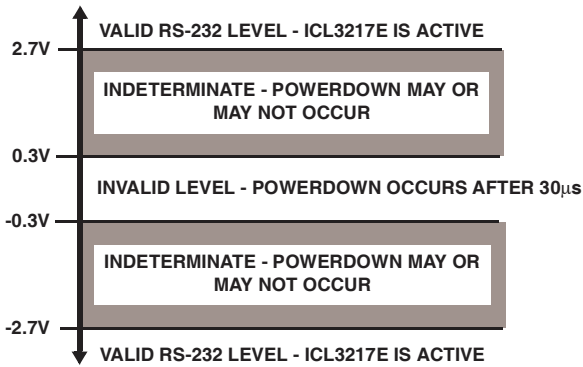 VALID RS-232 LEVEL - ICL3217E IS ACTIVE
2.7V
INDETERMINATE - POWERDOWN MAY OR
MAY NOT OCCUR
0.3V
INVALID LEVEL - POWERDOWN OCCURS AFTER 30μs
-0.3V
INDETERMINATE - POWERDOWN MAY OR
MAY NOT OCCUR
-2.7V
VALID RS-232 LEVEL - ICL3217E IS ACTIVE